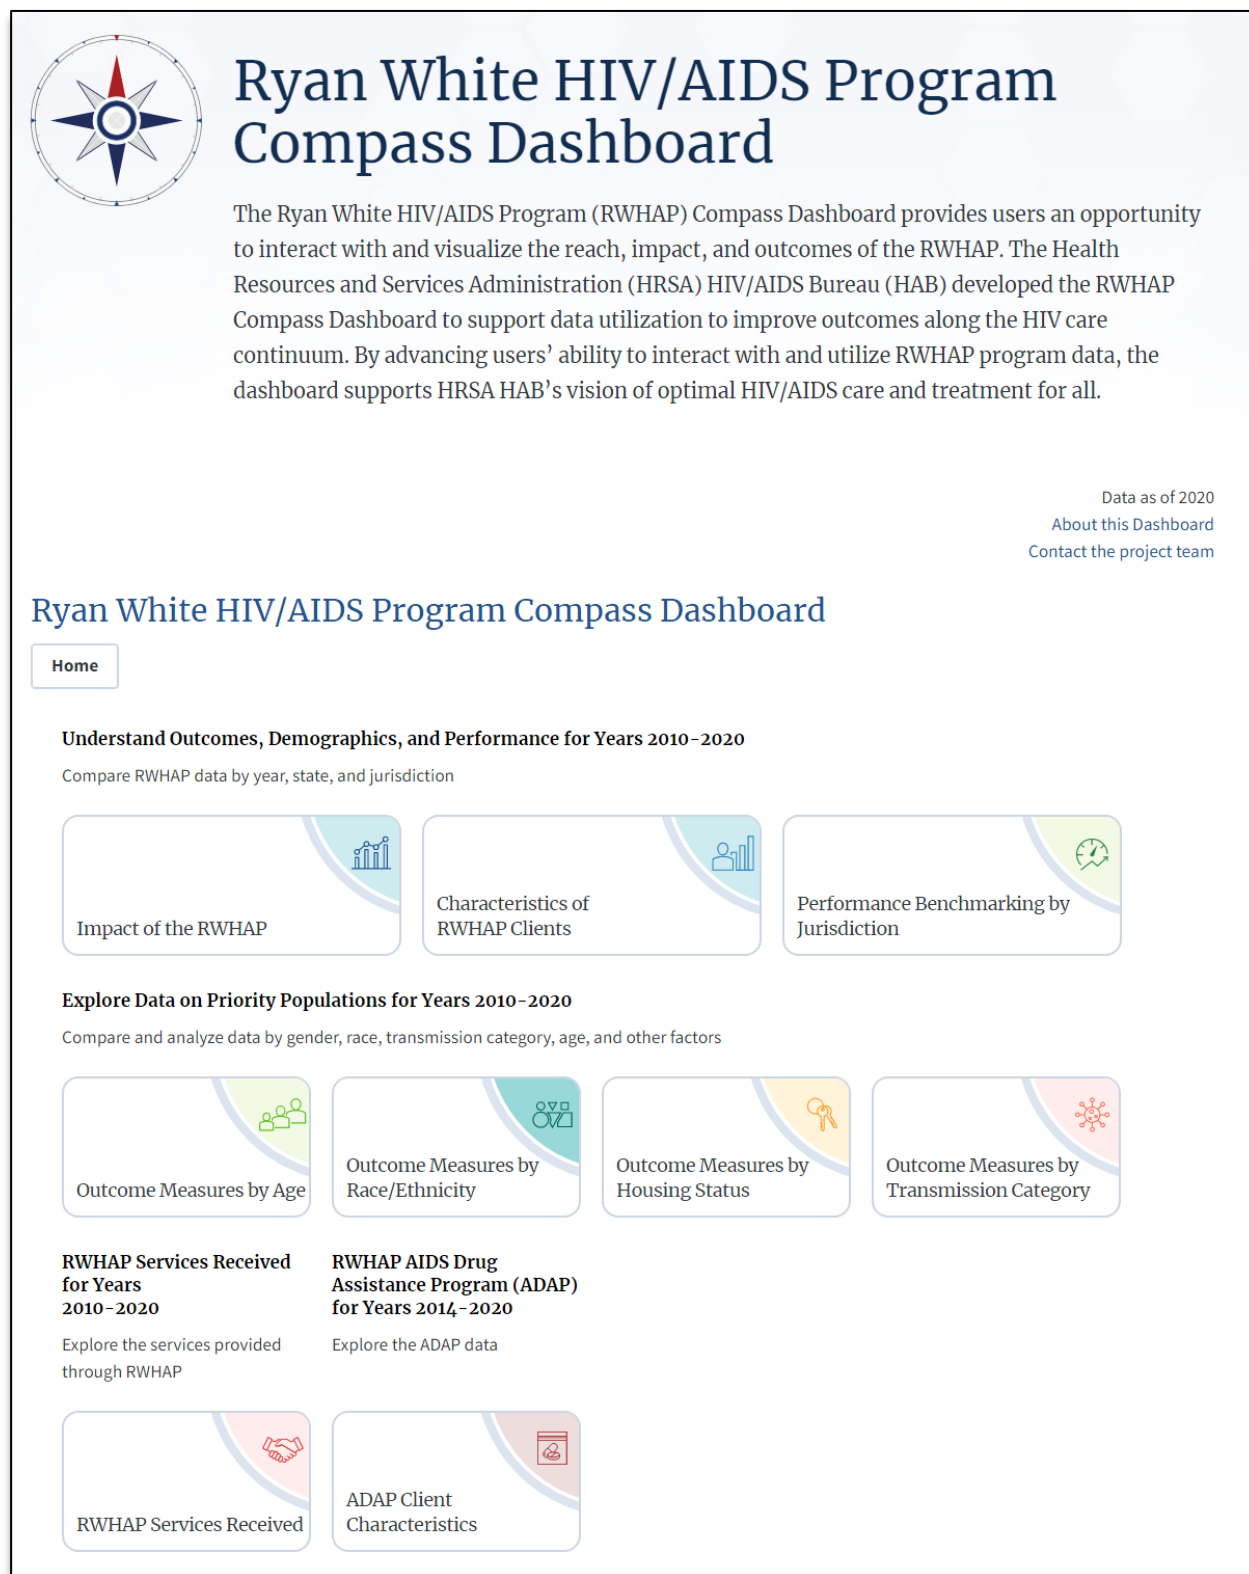 Ryan White HIV/AIDS Program
Compass Dashboard
The Ryan White HIV/AIDS Program (RWHAP) Compass Dashboard provides users an opportunity
to interact with and visualize the reach, impact, and outcomes of the RWHAP. The Health
Resources and Services Administration (HRSA) HIV/AIDS Bureau (HAB) developed the RWHAP
Compass Dashboard to support data utilization to improve outcomes along the HIV care
continuum. By advancing users’ ability to interact with and utilize RWHAP program data, the
dashboard supports HRSA HAB’s vision of optimal HIV/AIDS care and treatment for all.
Data as of 2020
About this Dashboard
Contact the project team
Ryan White HIV/AIDS Program Compass Dashboard
Home
Understand Outcomes, Demographics, and Performance for Years 2010-2020
Compare RWHAP data by year, state, and jurisdiction
Impact of the RWHAP
Characteristics of
RWHAP Clients
Performance Benchmarking by
Jurisdiction
Explore Data on Priority Populations for Years 2010-2020
Compare and analyze data by gender, race, transmission category, age, and other factors
Outcome Measures by Age
Outcome Measures by
Race/Ethnicity
Outcome Measures by
Housing Status
Outcome Measures by
Transmission Category
RWHAP Services Received
for Years
2010-2020
Explore the services provided
through RWHAP
RWHAP AIDS Drug
Assistance Program (ADAP)
for Years 2014-2020
Explore the ADAP data
RWHAP Services Received
ADAP Client
Characteristics